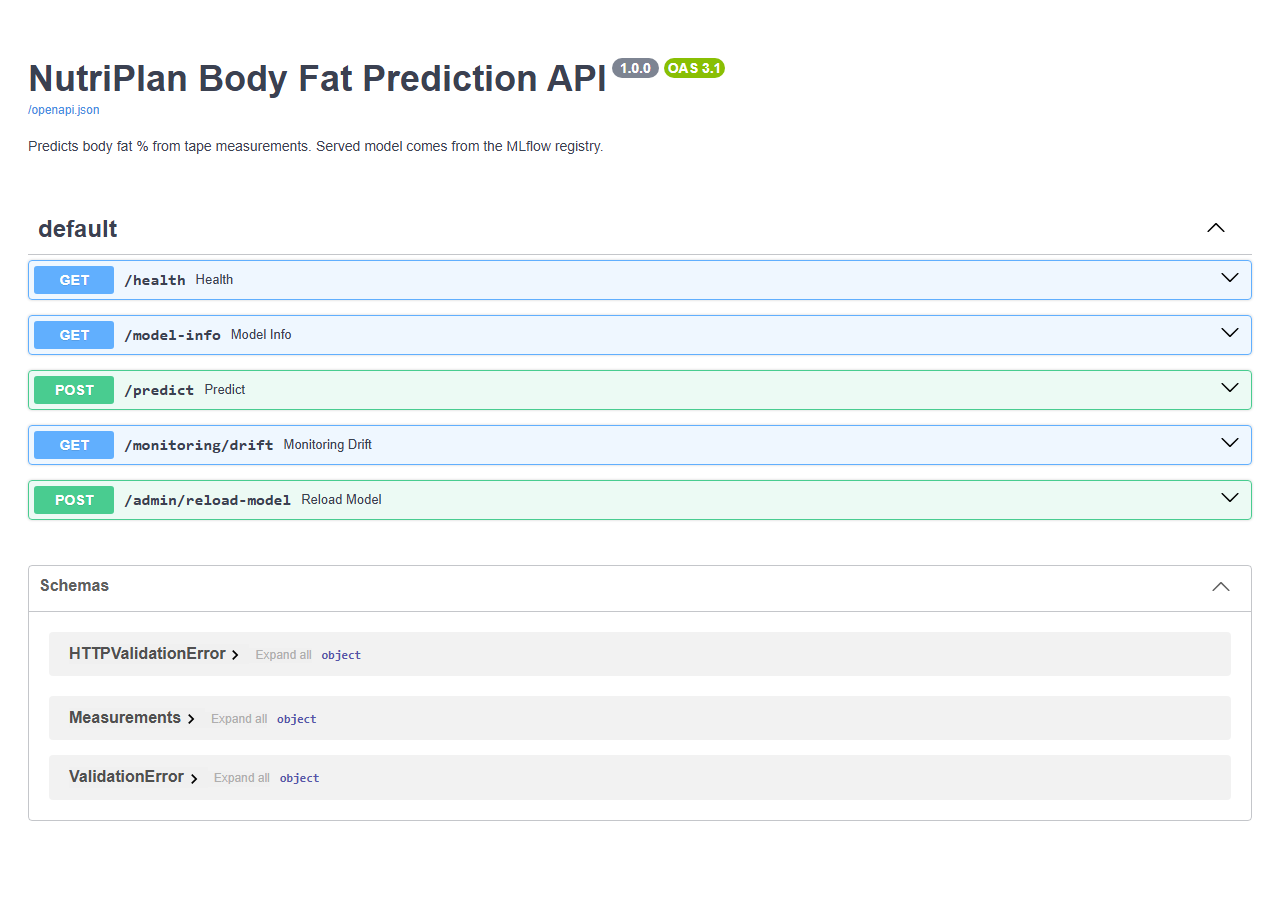 NutriPlan Body Fat Prediction API 1.0.0 OAS 3.1
/openapi.json
Predicts body fat % from tape measurements. Served model comes from the MLflow registry.
default
GET /health Health
GET /model-info Model Info
POST /predict Predict
GET /monitoring/drift Monitoring Drift
POST /admin/reload-model Reload Model
Schemas
HTTPValidationError Expand all object
Measurements Expand all object
ValidationError Expand all object